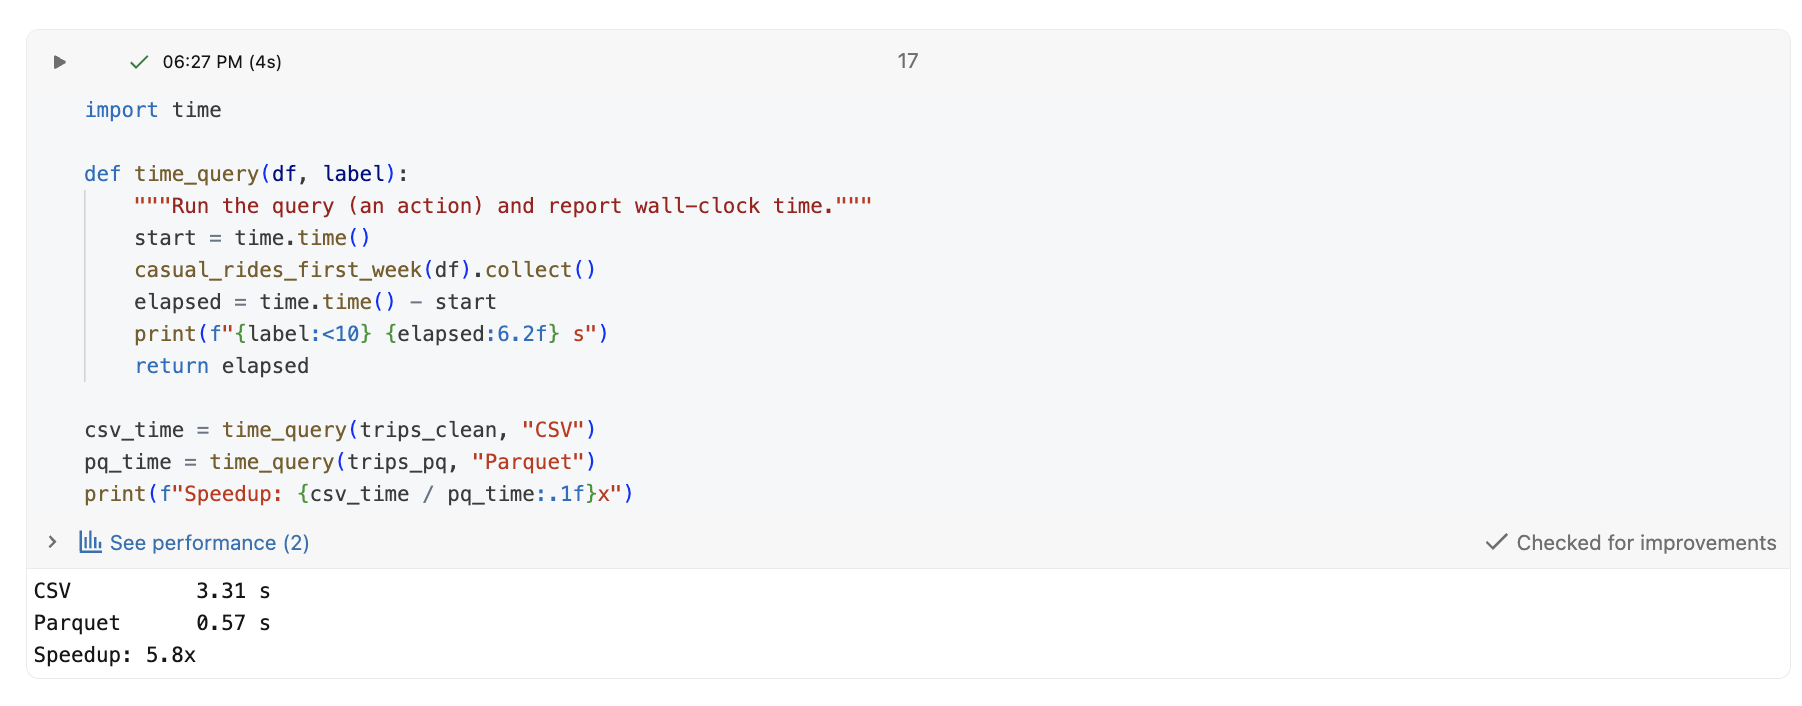 06:27 PM (4s)
17
import time
def time_query(df, label):
    """Run the query (an action) and report wall-clock time."""
    start = time.time()
    casual_rides_first_week(df).collect()
    elapsed = time.time() - start
    print(f"{label:<10} {elapsed:6.2f} s")
    return elapsed
csv_time = time_query(trips_clean, "CSV")
pq_time = time_query(trips_pq, "Parquet")
print(f"Speedup: {csv_time / pq_time:.1f}x")
See performance (2)
Checked for improvements
CSV          3.31 s
Parquet      0.57 s
Speedup: 5.8x